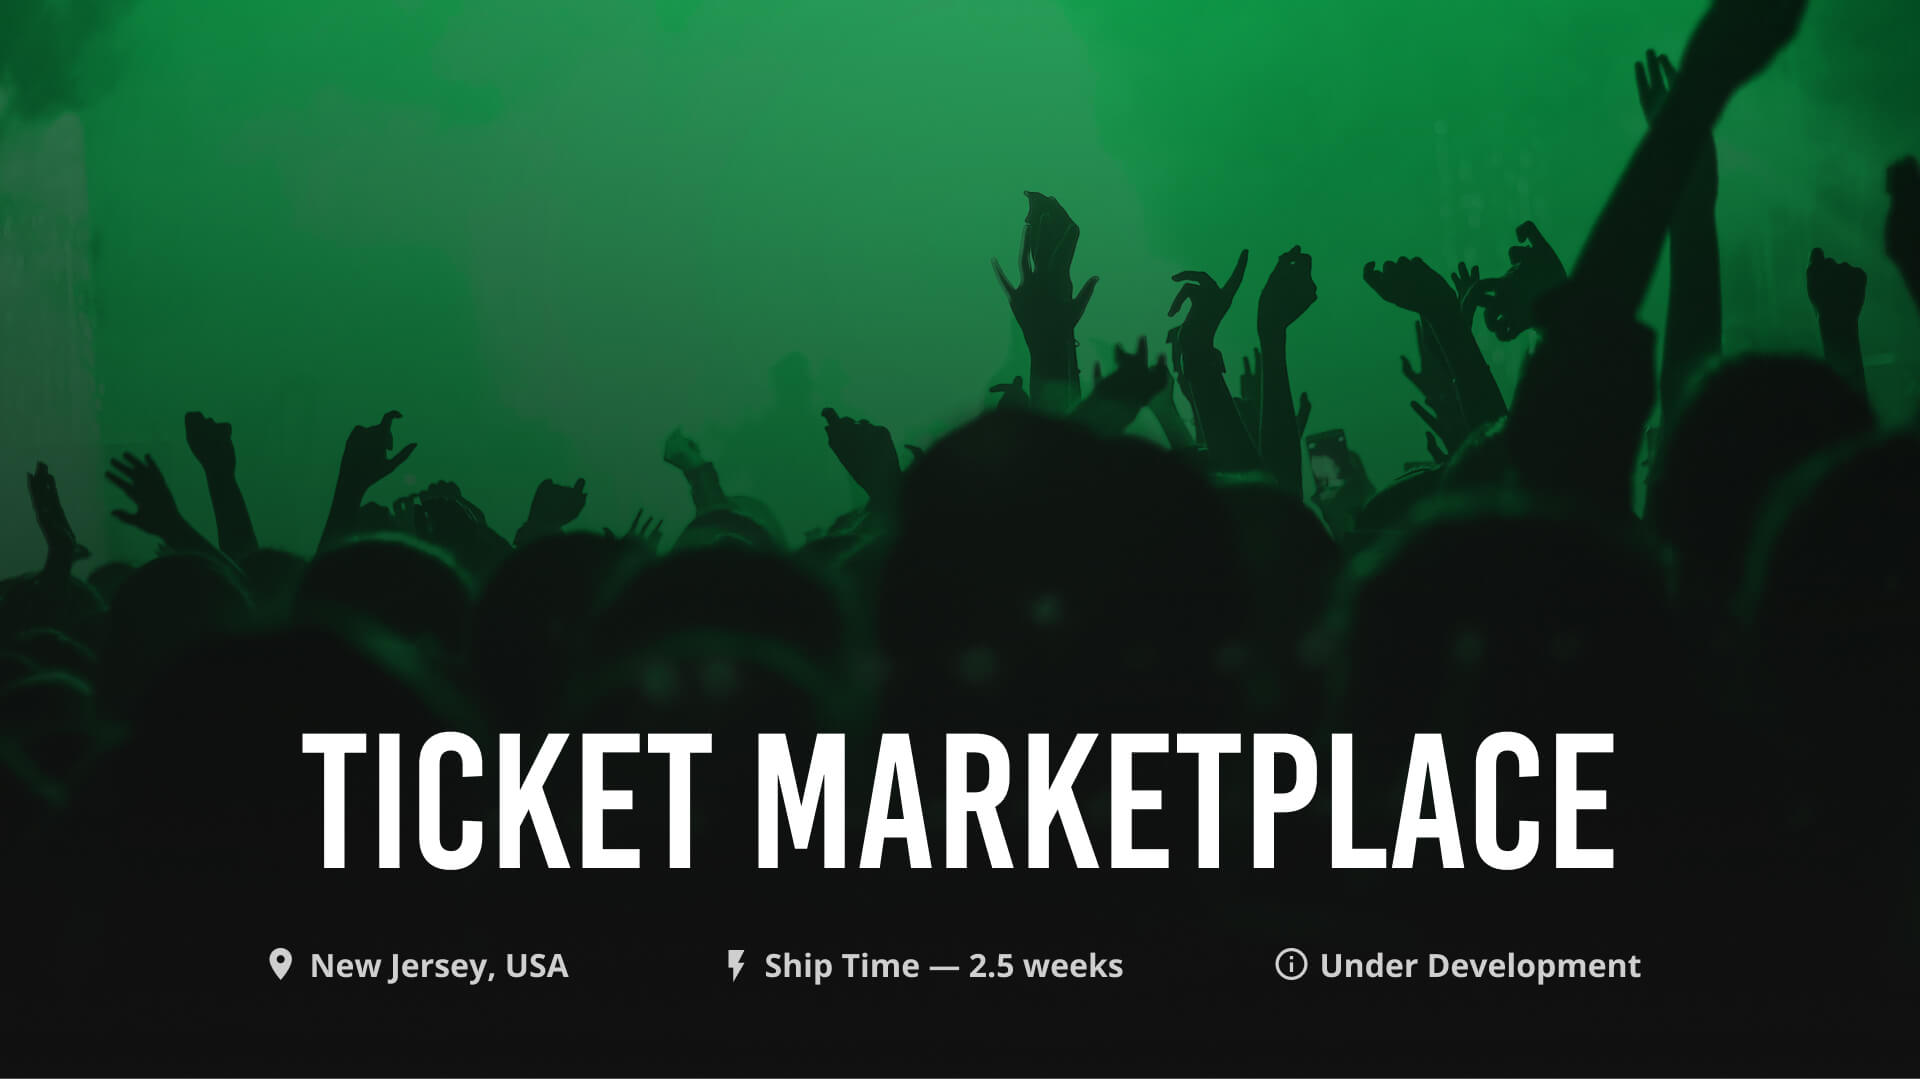 TICKET MARKETPLACE
New Jersey, USA
Ship Time — 2.5 weeks
Under Development